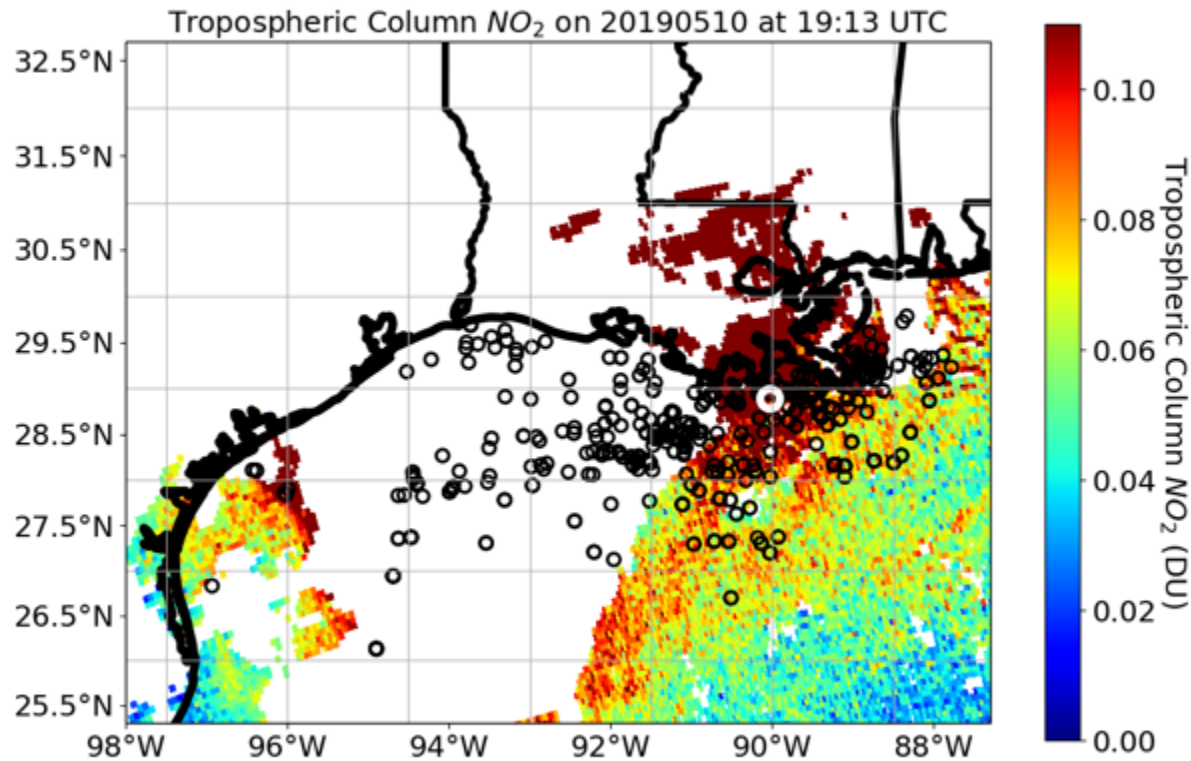 Tropospheric Column NO₂ on 20190510 at 19:13 UTC
32.5°N
31.5°N
30.5°N
29.5°N
28.5°N
27.5°N
26.5°N
25.5°N
98°W 96°W 94°W 92°W 90°W 88°W
0.10
0.08
0.06
0.04
0.02
0.00
Tropospheric Column NO₂ (DU)